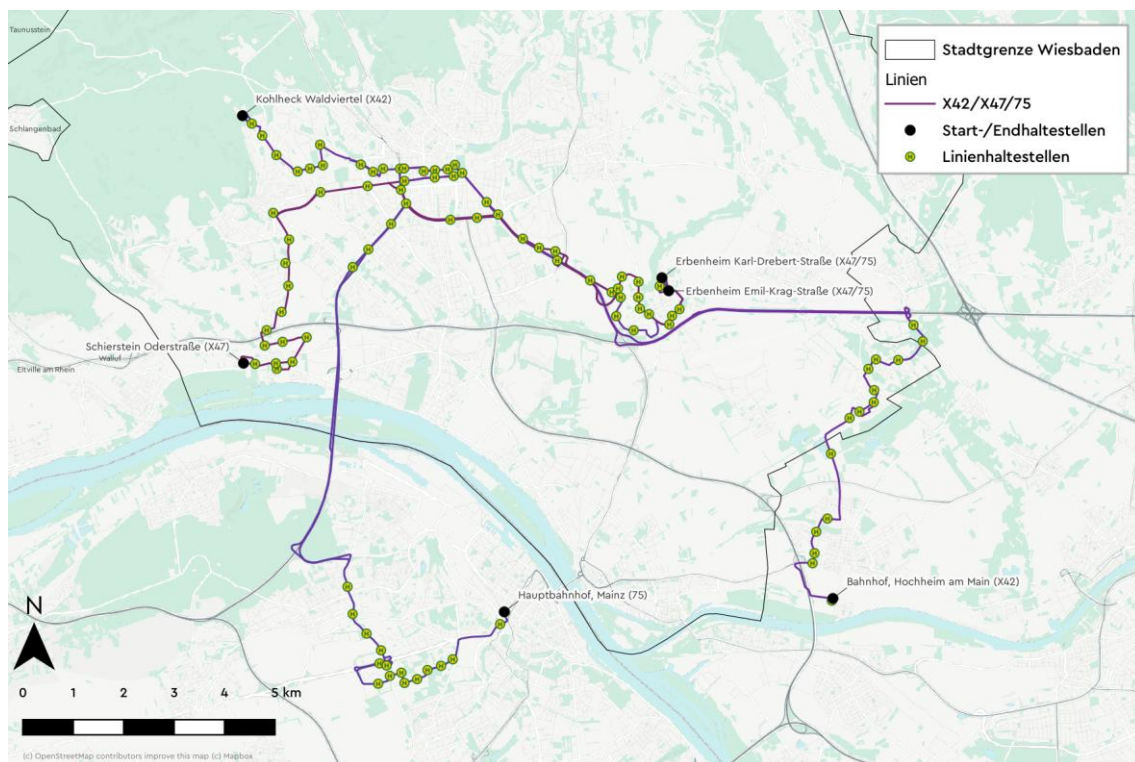 Taunusstein
Schlangenbad
Kohlheck Waldviertel (X42)
Stadtgrenze Wiesbaden
Linien
X42/X47/75
Start-/Endhaltestellen
Linienhaltestellen
Erbenheim Karl-Drebert-Straße (X47/75)
Erbenheim Emil-Krag-Straße (X47/75)
Schierstein Oderstraße (X47)
Walluf
Eltville am Rhein
Hauptbahnhof, Mainz (75)
Bahnhof, Hochheim am Main (X42)
N
0 1 2 3 4 5 km
(c) OpenStreetMap contributors improve this map (c) Mapbox